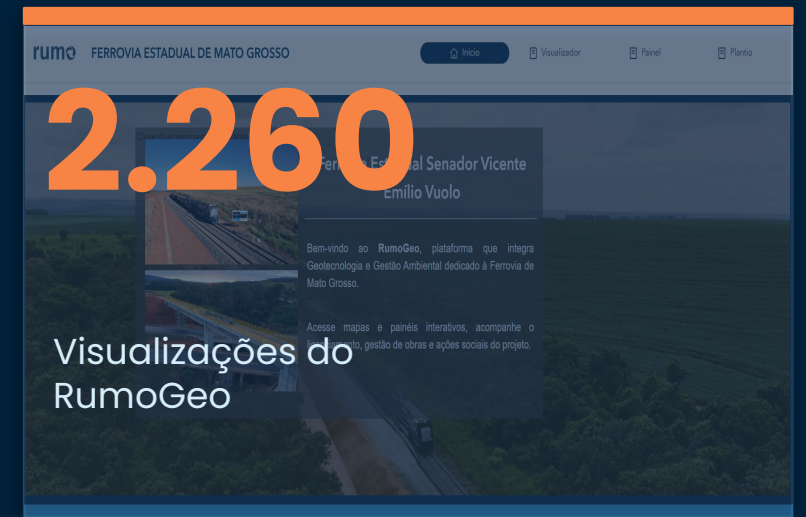 rumo FERROVIA ESTADUAL DE MATO GROSSO
Início Visualizador Painel Plantio
2.260
Estadual Senador Vicente
Emílio Vuolo
Bem-vindo ao RumoGeo, plataforma que integra
Geotecnologia e Gestão Ambiental dedicado à Ferrovia de
Mato Grosso.
Acesse mapas e painéis interativos, acompanhe o
gestão de obras e ações sociais do projeto.
Visualizações do
RumoGeo